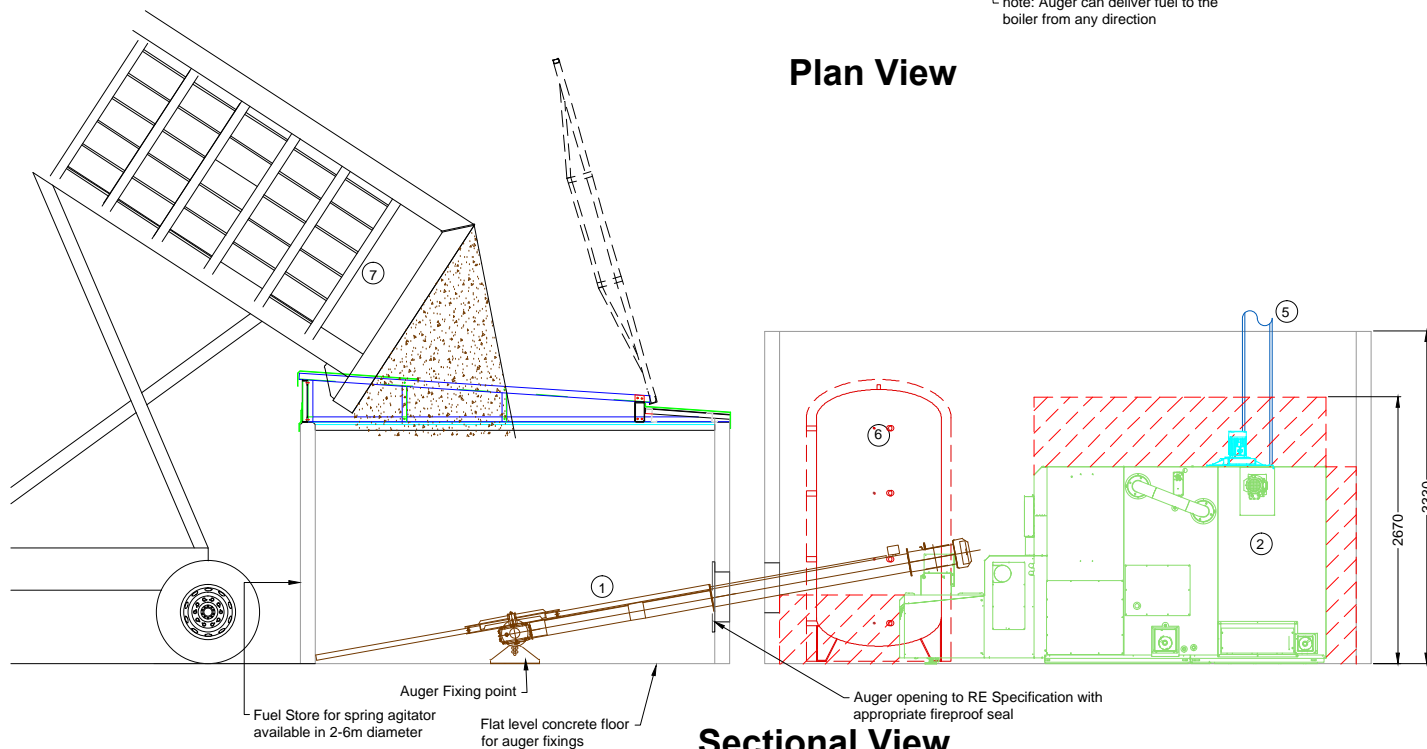 note: Auger can deliver fuel to the
boiler from any direction
Plan View
7
5
6
2
1
2670
3330
Auger Fixing point
Fuel Store for spring agitator
available in 2-6m diameter
Flat level concrete floor
for auger fixings
Auger opening to RE Specification with
appropriate fireproof seal
Sectional View